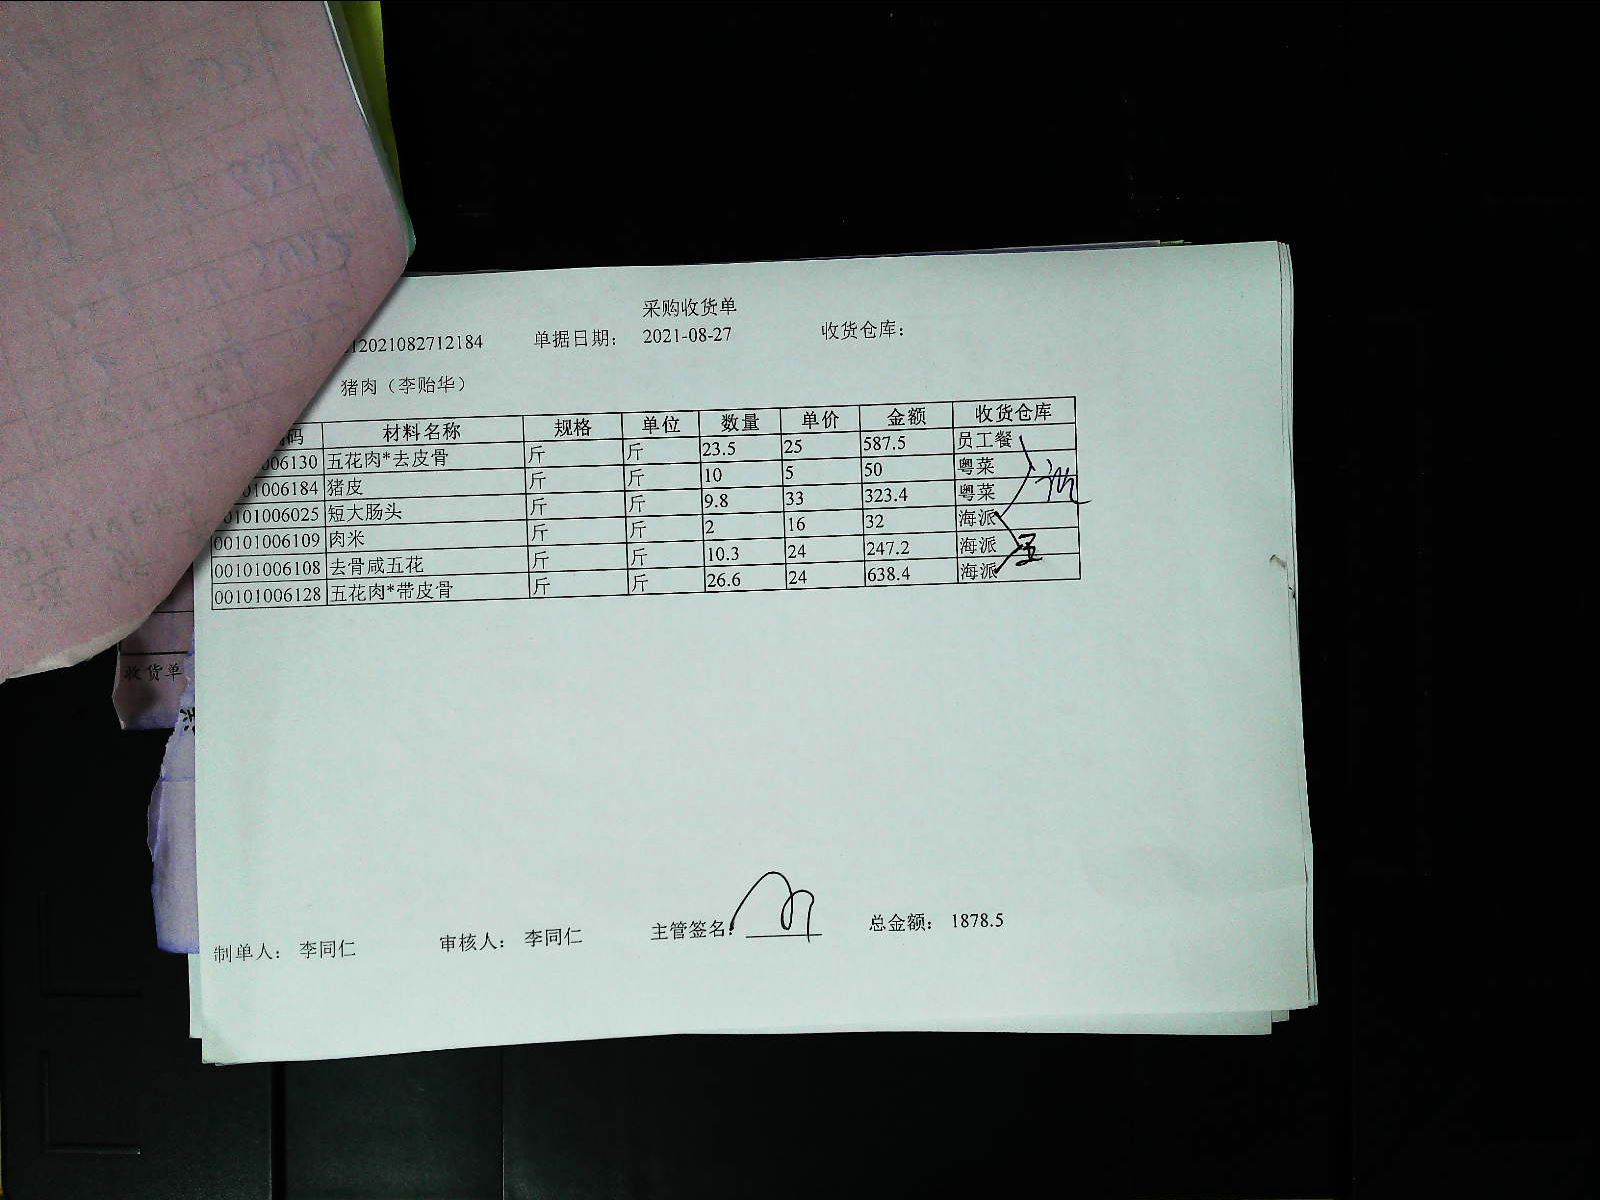 采购收货单
12021082712184 单据日期： 2021-08-27 收货仓库：
猪肉（李贻华）
码 材料名称 规格 单位 数量 单价 金额 收货仓库
006130 五花肉*去皮骨 斤 斤 23.5 25 587.5 员工餐
01006184 猪皮 斤 斤 10 5 50 粤菜
0101006025 短大肠头 斤 斤 9.8 33 323.4 粤菜
00101006109 肉米 斤 斤 2 16 32 海派
00101006108 去骨咸五花 斤 斤 10.3 24 247.2 海派
00101006128 五花肉*带皮骨 斤 斤 26.6 24 638.4 海派
收货单
制单人： 李同仁 审核人： 李同仁 主管签名： 总金额： 1878.5